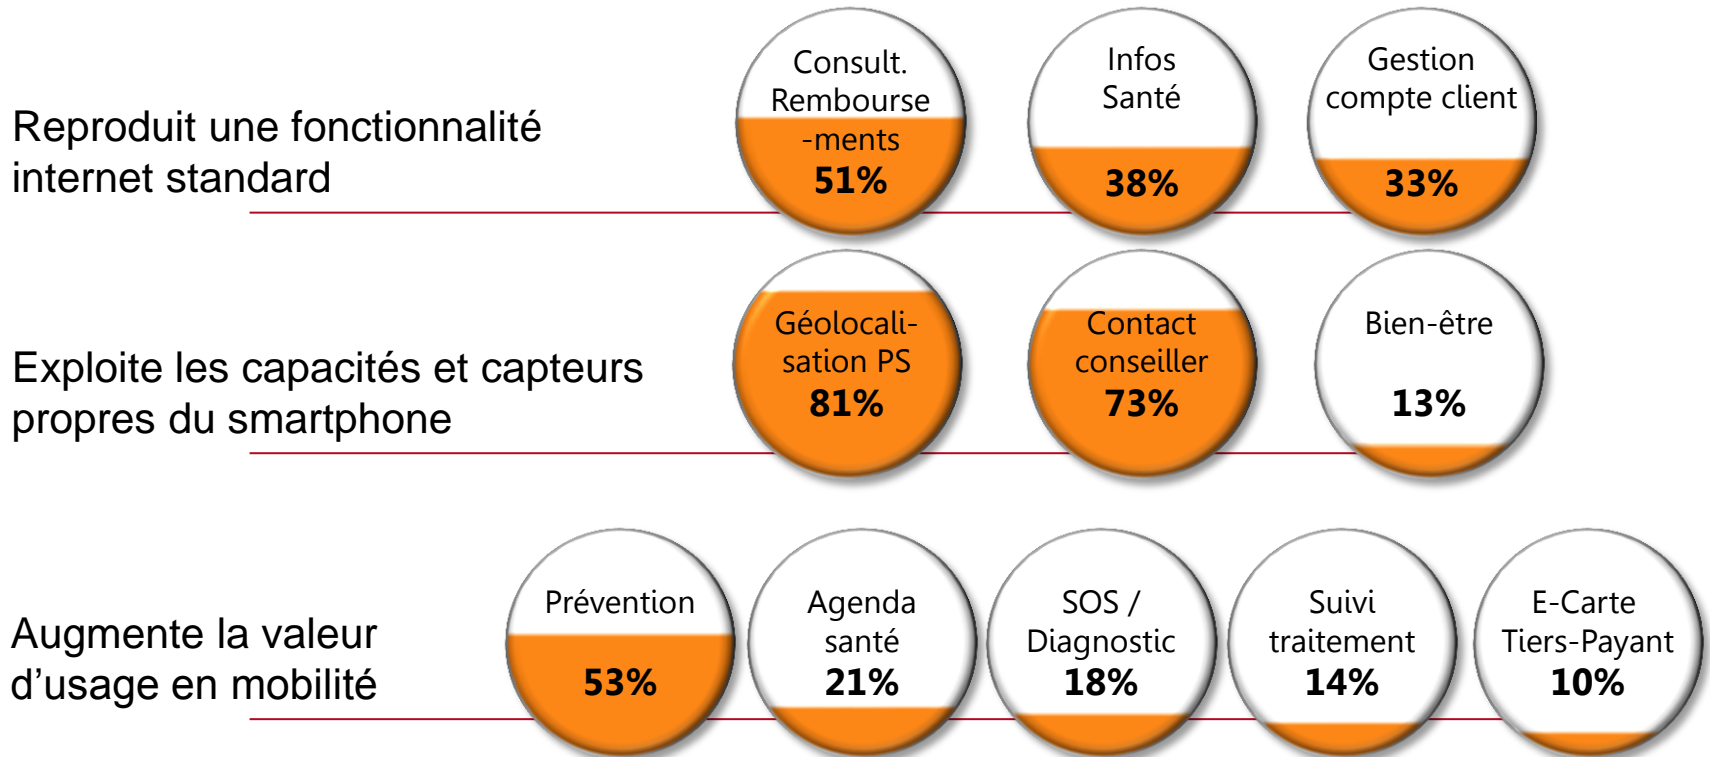 Reproduit une fonctionnalité
internet standard
Consult.
Rembourse
-ments
51%
Infos
Santé
38%
Gestion
compte client
33%
Exploite les capacités et capteurs
propres du smartphone
Géolocali-
sation PS
81%
Contact
conseiller
73%
Bien-être
13%
Augmente la valeur
d’usage en mobilité
Prévention
53%
Agenda
santé
21%
SOS /
Diagnostic
18%
Suivi
traitement
14%
E-Carte
Tiers-Payant
10%